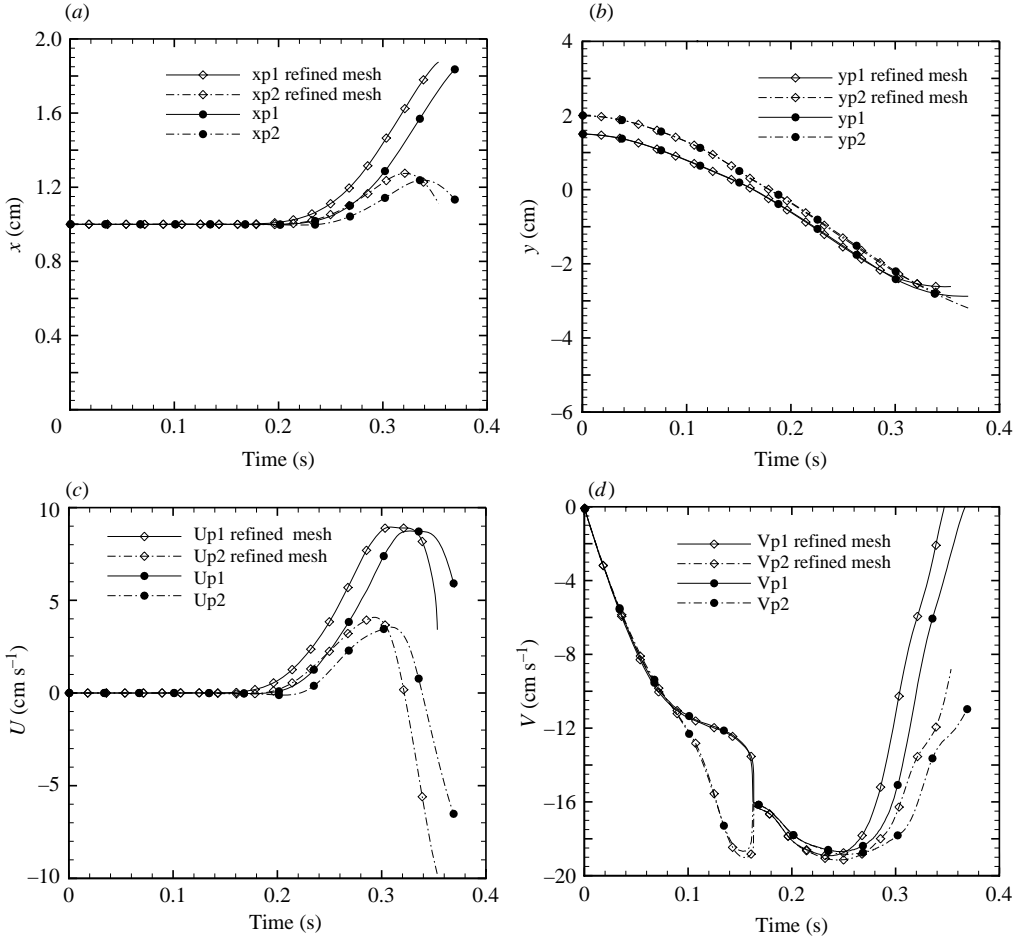 (a)
2.0
1.6
1.2
0.8
0.4
0
0.1
0.2
0.3
0.4
x (cm)
Time (s)
xp1 refined mesh
xp2 refined mesh
xp1
xp2
(b)
4
2
0
−2
−4
−6
0
0.1
0.2
0.3
0.4
y (cm)
Time (s)
yp1 refined mesh
yp2 refined mesh
yp1
yp2
(c)
10
5
0
−5
−10
0
0.1
0.2
0.3
0.4
U (cm s−1)
Time (s)
Up1 refined mesh
Up2 refined mesh
Up1
Up2
(d)
0
−4
−8
−12
−16
−20
0
0.1
0.2
0.3
0.4
V (cm s−1)
Time (s)
Vp1 refined mesh
Vp2 refined mesh
Vp1
Vp2